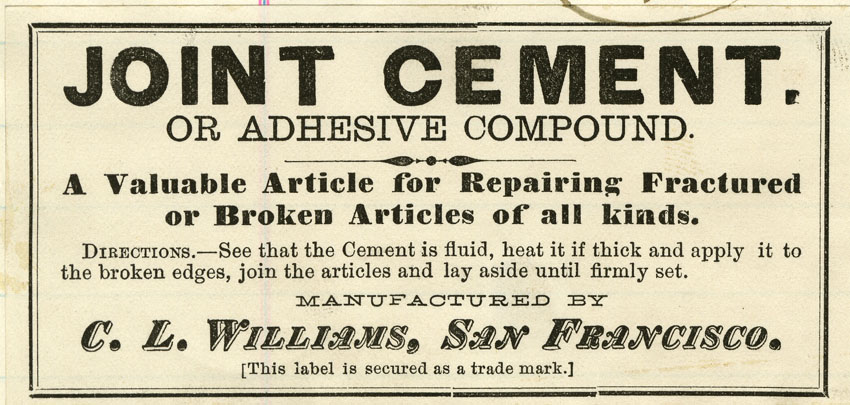 JOINT CEMENT.
OR ADHESIVE COMPOUND.
A Valuable Article for Repairing Fractured
or Broken Articles of all kinds.
DIRECTIONS.—See that the Cement is fluid, heat it if thick and apply it to
the broken edges, join the articles and lay aside until firmly set.
MANUFACTURED BY
C. L. WILLIAMS, SAN FRANCISCO.
[This label is secured as a trade mark.]